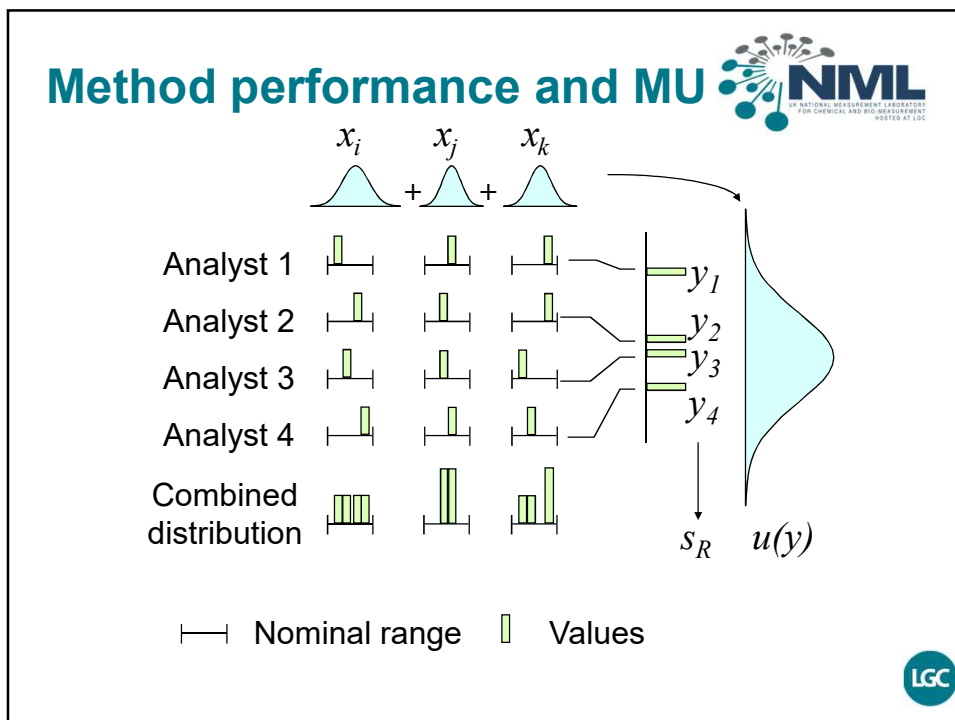 Method performance and MU
NML
UK NATIONAL MEASUREMENT LABORATORY
FOR CHEMICAL AND BIO-MEASUREMENT
HOSTED AT LGC
x_i x_j x_k
+ +
Analyst 1
y_1
Analyst 2
y_2
Analyst 3
y_3
Analyst 4
y_4
Combined
distribution
s_R u(y)
Nominal range Values
LGC